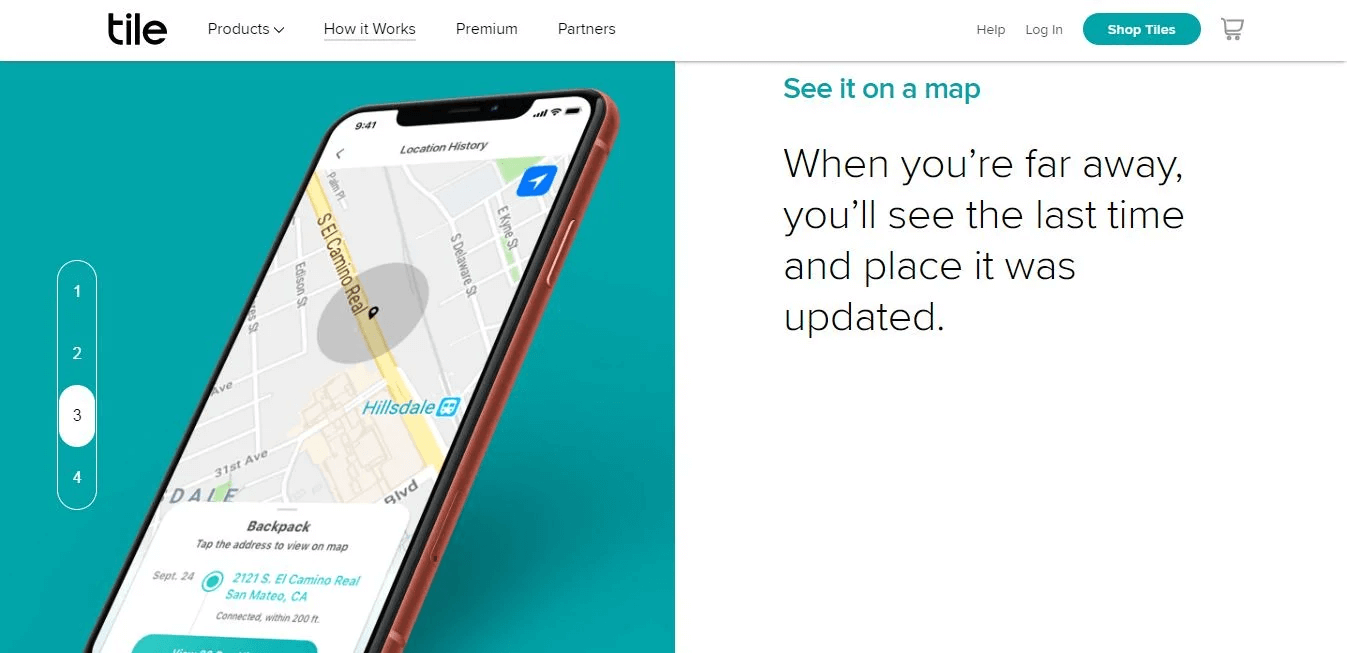 tile
Products
How it Works
Premium
Partners
Help
Log In
Shop Tiles
1
2
3
4
9:41
Location History
Palm Pl
S El Camino Real
Edison St
S Delaware St
E Kyne St
Ave
Hillsdale
31st Ave
DALE
Blvd
Backpack
Tap the address to view on map
Sept. 24
2121 S. El Camino Real
San Mateo, CA
Connected, within 200 ft.
See it on a map
When you’re far away,
you’ll see the last time
and place it was
updated.